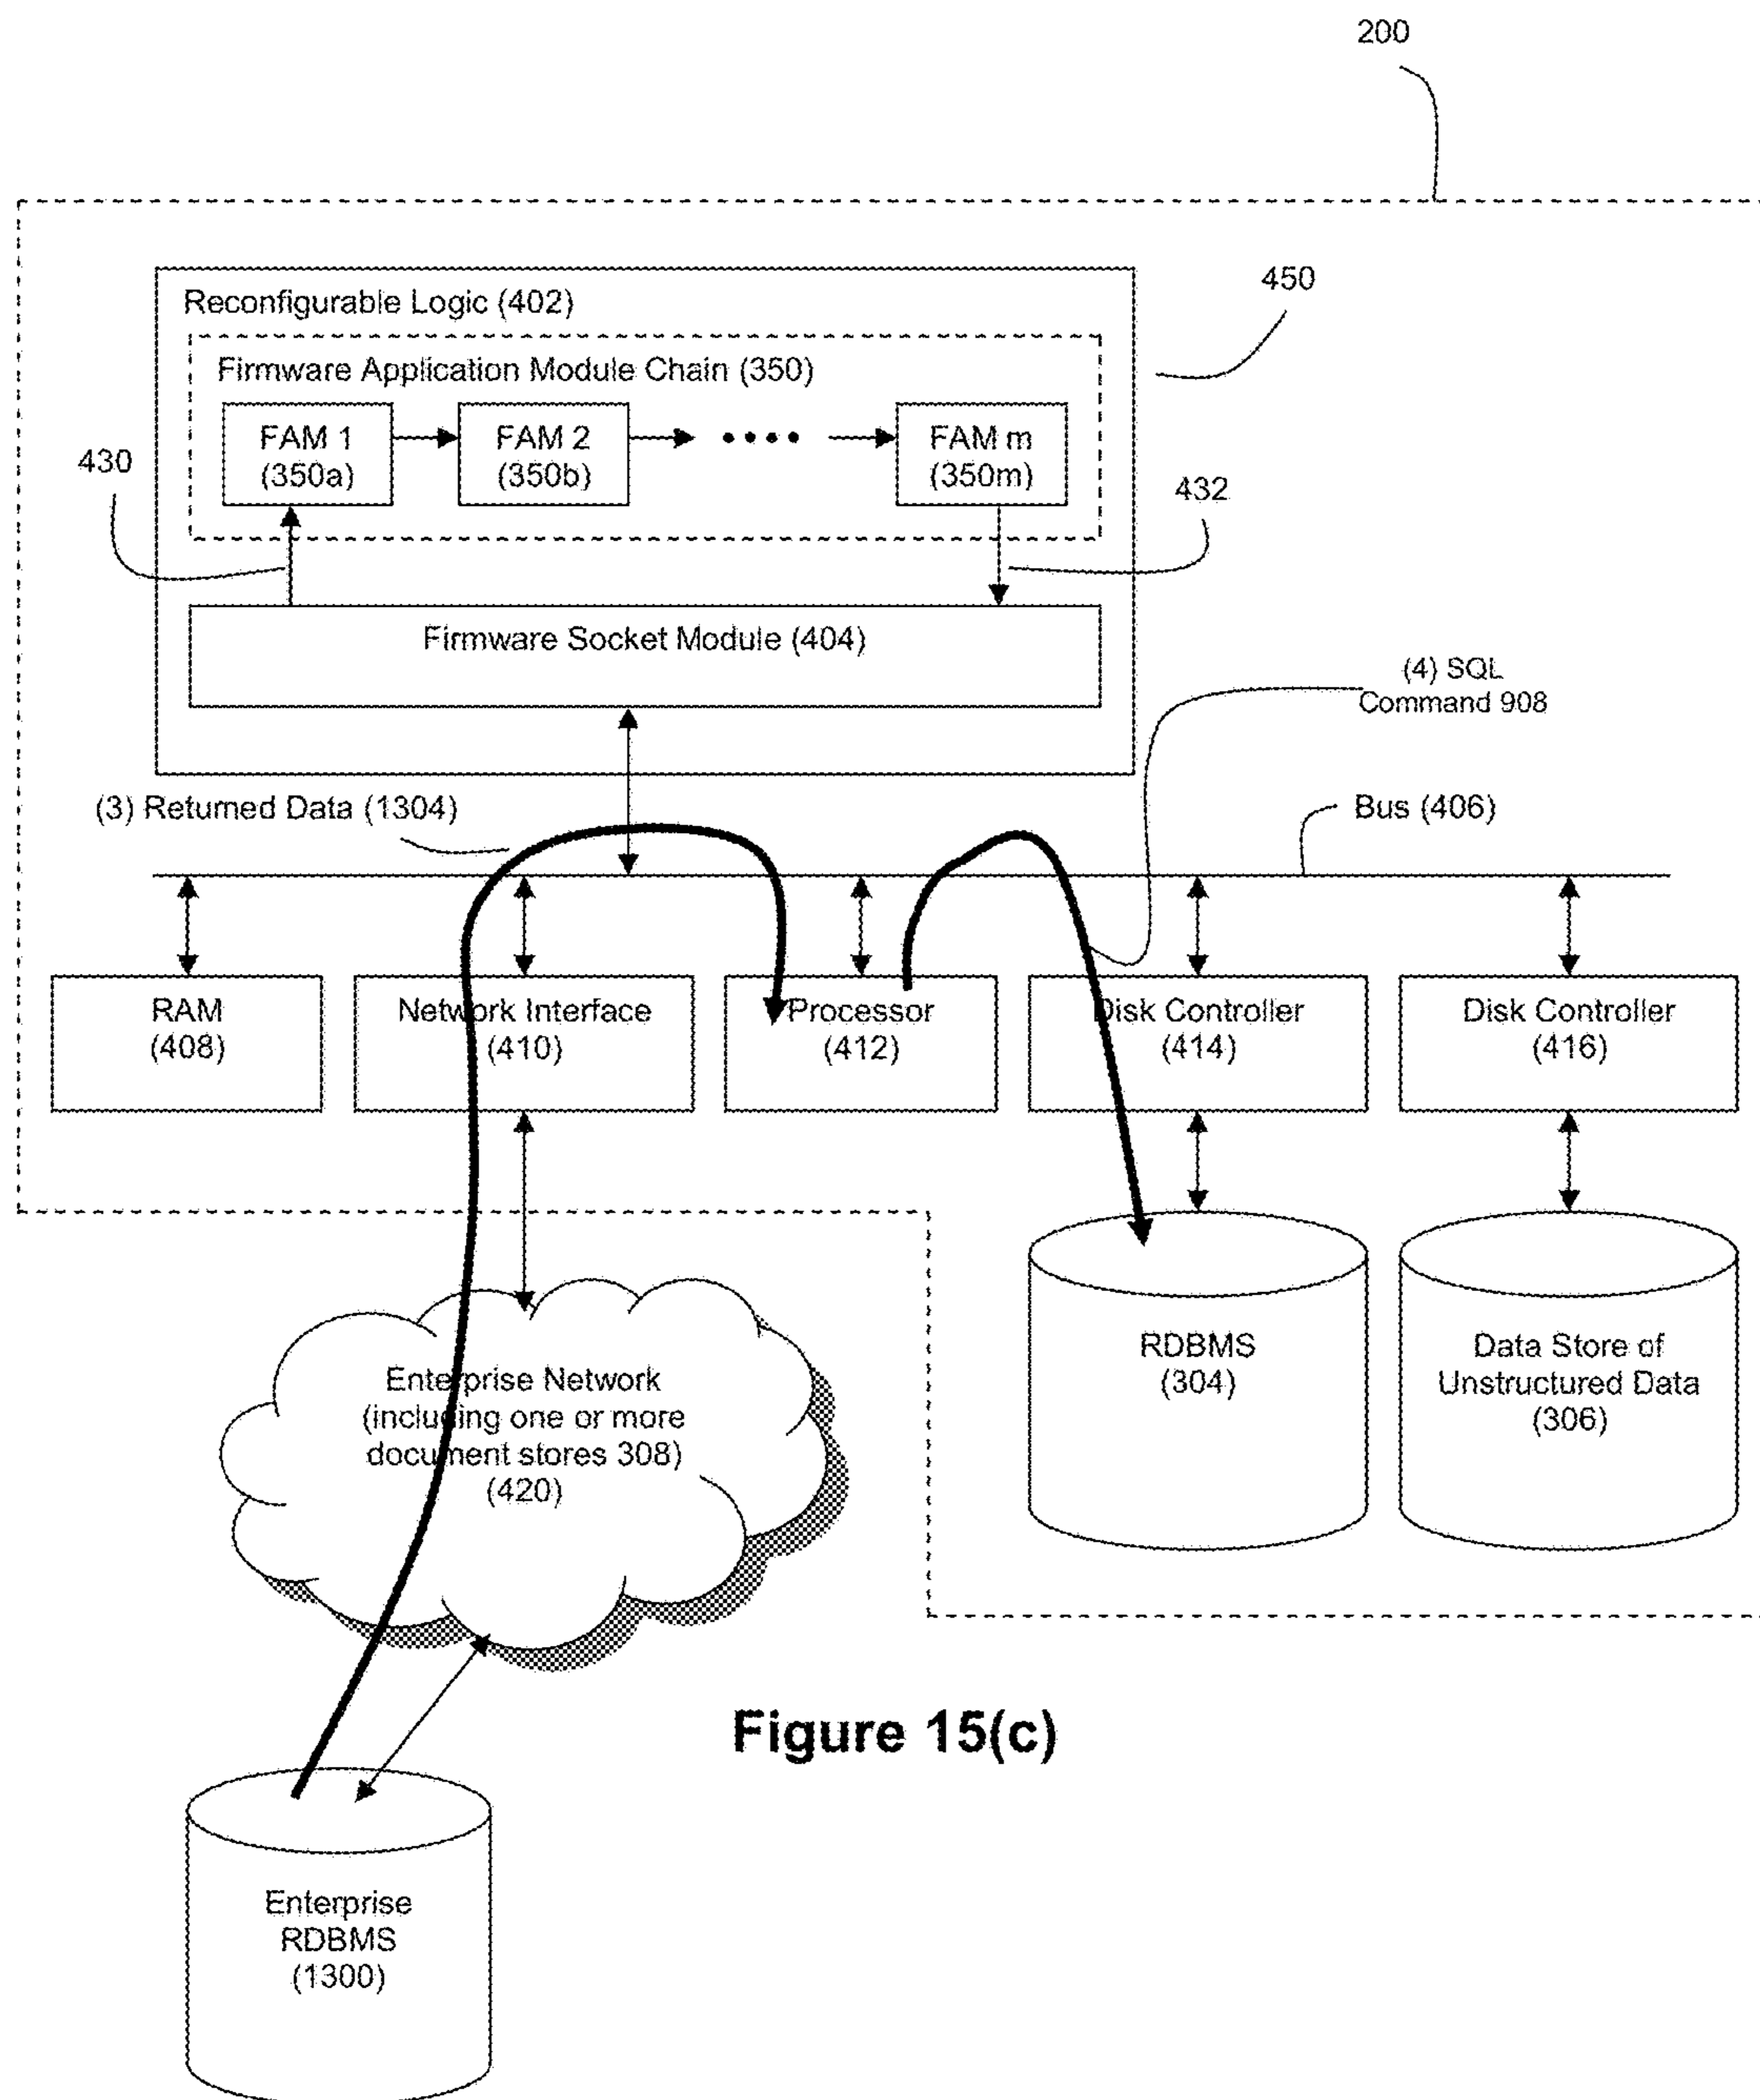 200
Reconfigurable Logic (402)
450
Firmware Application Module Chain (350)
FAM 1
(350a)
FAM 2
(350b)
••••
FAM m
(350m)
430
432
Firmware Socket Module (404)
(4) SQL
Command 908
(3) Returned Data (1304)
Bus (406)
RAM
(408)
Network Interface
(410)
Processor
(412)
Disk Controller
(414)
Disk Controller
(416)
Enterprise Network
(including one or more
document stores 308)
(420)
RDBMS
(304)
Data Store of
Unstructured Data
(306)
Figure 15(c)
Enterprise
RDBMS
(1300)